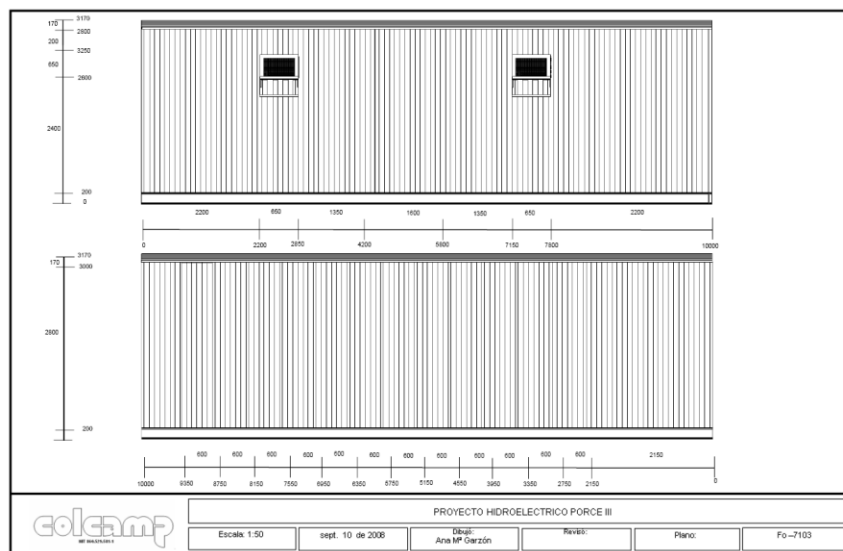 3170
170
2800
200
3250
650
2600
2400
200
0
2200 650 1350 1600 1350 650 2200
0 2200 2850 4200 5800 7150 7800 10000
3170
170
3000
2800
200
600 600 600 600 600 600 600 600 600 600 600 600 2150
10000 9350 8750 8150 7550 6950 6350 5750 5150 4550 3950 3350 2750 2150 0
colcamp
PROYECTO HIDROELECTRICO PORCE III
Escala: 1:50
sept. 10 de 2008
Dibujó:
Ana Mª Garzón
Revisó:
Plano:
Fo –7103